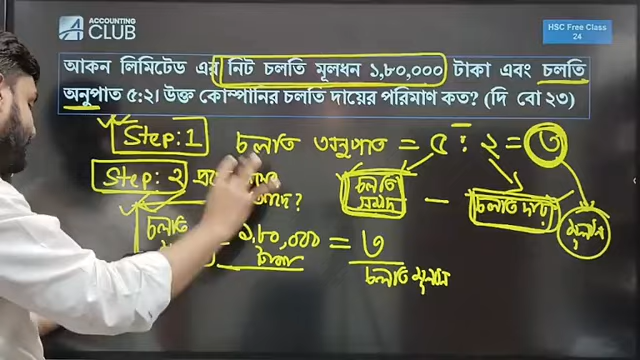 ACCOUNTING
CLUB
HSC Free Class
24
আকন লিমিটেড এর নিট চলতি মূলধন ১,৮০,০০০ টাকা এবং চলতি
অনুপাত ৫:২। উক্ত কোম্পানির চলতি দায়ের পরিমাণ কত? (দি বো ২৩)
Step:1 চলতি অনুপাত = ৫ : ২ = ৩
Step: ২
চলতি
সম্পদ — চলতি দায়
মূলধন
চলতি
১,৮০,০০০ = ৩
টাকা
চলতি মূলধন